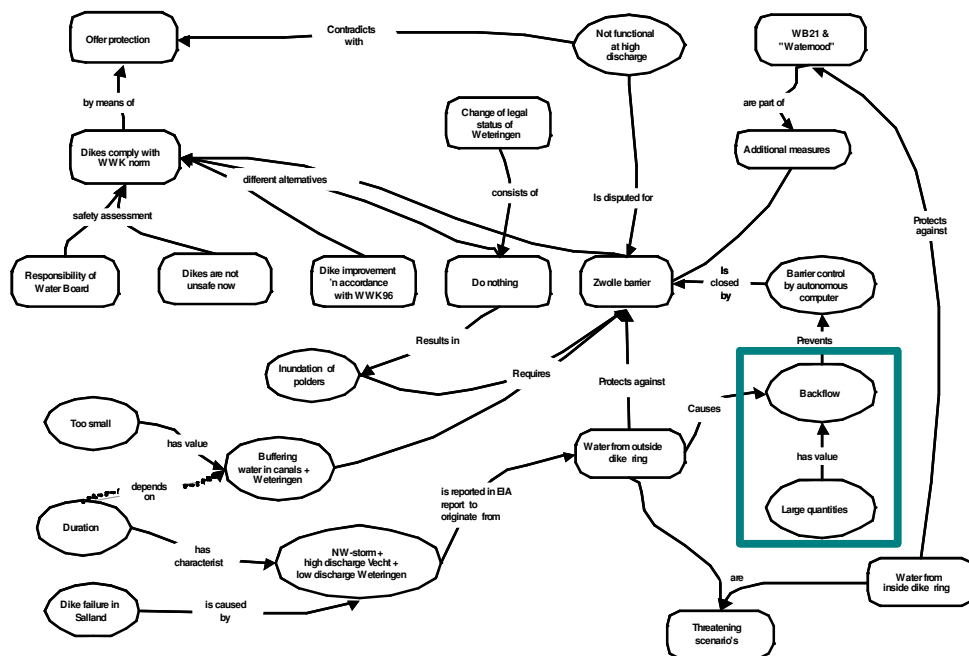 Offer protection
Contradicts
with
Not functional
at high
discharge
WB21 &
"Waternood"
by means of
Change of legal
status of
Weteringen
are part of
Dikes comply with
WWK norm
different alternatives
Additional measures
consists of
Is disputed for
safety assessment
Protects
against
Responsibility of
Water Board
Dikes are not
unsafe now
Dike improvement
'n accordance
with WWK96
Do nothing
Zwolle barrier
Is
closed
by
Barrier control
by autonomous
computer
Results in
Prevents
Inundation of
polders
Requires
Protects against
Backflow
Causes
Too small
has value
Buffering
water in canals +
Weteringen
Water from outside
dike ring
has value
depends
on
is reported in EIA
report to
originate from
Large quantities
Duration
has
characterist
NW-storm +
high discharge Vecht +
low discharge Weteringen
are
Water from
inside dike ring
Dike failure in
Salland
is caused
by
Threatening
scenario's